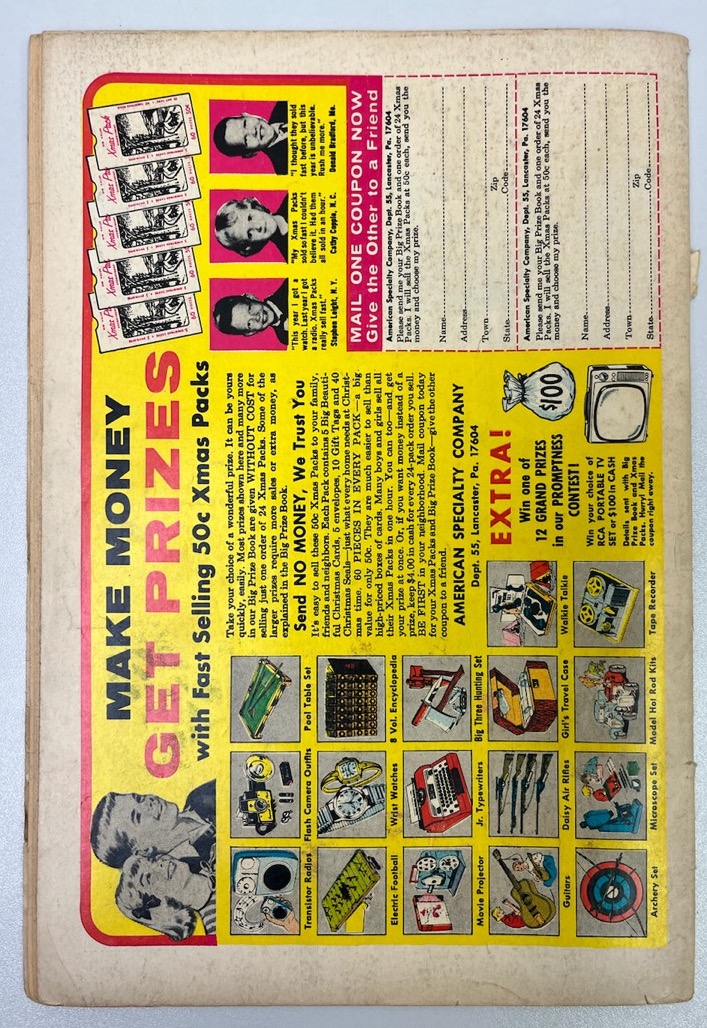 MAKE MONEY
GET PRIZES
with Fast Selling 50c Xmas Packs
Take your choice of a wonderful prize. It can be yours
quickly, easily. Most prizes shown here and many more
in our Big Prize Book are given WITHOUT COST for
selling just one order of 24 Xmas Packs. Some of the
larger prizes require more sales or extra money, as
explained in the Big Prize Book.
Send NO MONEY, We Trust You
It's easy to sell these 50c Xmas Packs to your family,
friends and neighbors. Each Pack contains 5 Big Beauti-
ful Christmas Cards, 5 envelopes, 10 Gift Tags and 40
Christmas Seals—just what every home needs at Christ-
mas time. 60 PIECES IN EVERY PACK—a big
value for only 50c. They are much easier to sell than
high-priced boxes of cards. Many boys and girls sell all
their Xmas Packs in one hour. You can too—and get
your prize at once. Or, if you want money instead of a
prize, keep $4.00 in cash for every 24-pack order you sell.
BE FIRST in your neighborhood. Mail coupon today
for your Xmas Packs and Big Prize Book—give the other
coupon to a friend.
AMERICAN SPECIALTY COMPANY
Dept. 55, Lancaster, Pa. 17604
Transistor Radios
Flash Camera Outfits
Pool Table Set
Electric Football
Wrist Watches
8 Vol. Encyclopedia
Movie Projector
Jr. Typewriters
Big Three Hunting Set
Guitars
Daisy Air Rifles
Girl's Travel Case
Walkie Talkie
Archery Set
Microscope Set
Model Hot Rod Kits
Tape Recorder
EXTRA!
Win one of
12 GRAND PRIZES
in our PROMPTNESS
CONTEST!
$100
Win your choice of
RCA PORTABLE TV
SET or $100 in CASH
Details sent with Big
Prize Book and Xmas
Packs. Hurry! Mail the
coupon right away.
Xmas Pack
Xmas Pack
Xmas Pack
Xmas Pack
Xmas Pack
"This year I got a
watch. Last year I got
a radio. Xmas Packs
really sell fast."
Stephen Leight, N. Y.
"My Xmas Packs
sold so fast I couldn't
believe it. Had them
all sold in an hour."
Cathy Copple, N. C.
"I thought they sold
fast before, but this
year is unbelievable.
Rush me more."
Donald Bradford, Mo.
MAIL ONE COUPON NOW
Give the Other to a Friend
American Specialty Company, Dept. 55, Lancaster, Pa. 17604
Please send me your Big Prize Book and one order of 24 Xmas
Packs. I will sell the Xmas Packs at 50c each, send you the
money and choose my prize.
Name
Address
Town
State
Zip
Code
American Specialty Company, Dept. 55, Lancaster, Pa. 17604
Please send me your Big Prize Book and one order of 24 Xmas
Packs. I will sell the Xmas Packs at 50c each, send you the
money and choose my prize.
Name
Address
Town
State
Zip
Code